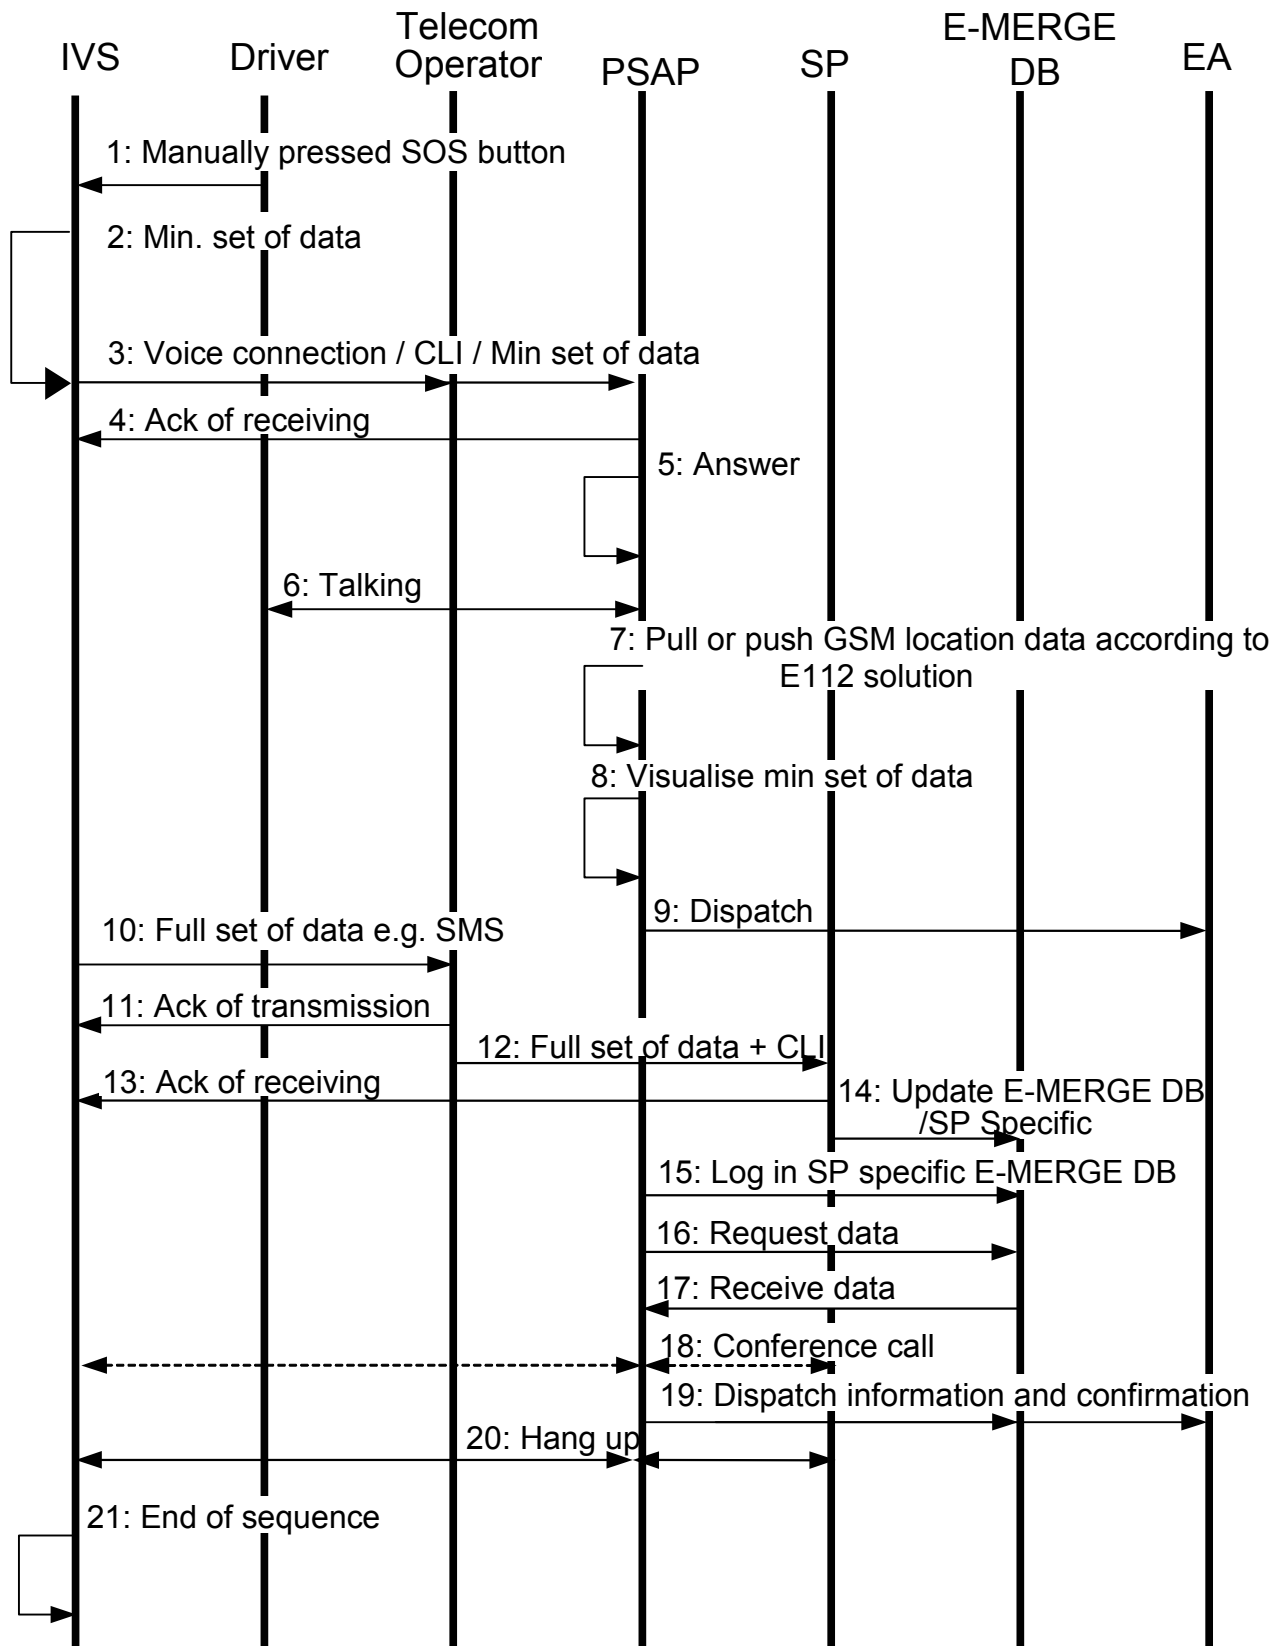 IVS
Driver
Telecom
Operator
PSAP
SP
E-MERGE
DB
EA
1: Manually pressed SOS button
2: Min. set of data
3: Voice connection / CLI / Min set of data
4: Ack of receiving
5: Answer
6: Talking
7: Pull or push GSM location data according to
E112 solution
8: Visualise min set of data
9: Dispatch
10: Full set of data e.g. SMS
11: Ack of transmission
12: Full set of data + CLI
13: Ack of receiving
14: Update E-MERGE DB
/SP Specific
15: Log in SP specific E-MERGE DB
16: Request data
17: Receive data
18: Conference call
19: Dispatch information and confirmation
20: Hang up
21: End of sequence